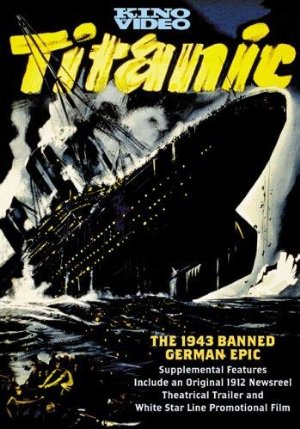 KINO
VIDEO
Titanic
THE 1943 BANNED
GERMAN EPIC
Supplemental Features
Include an Original 1912 Newsreel
Theatrical Trailer and
White Star Line Promotional Film